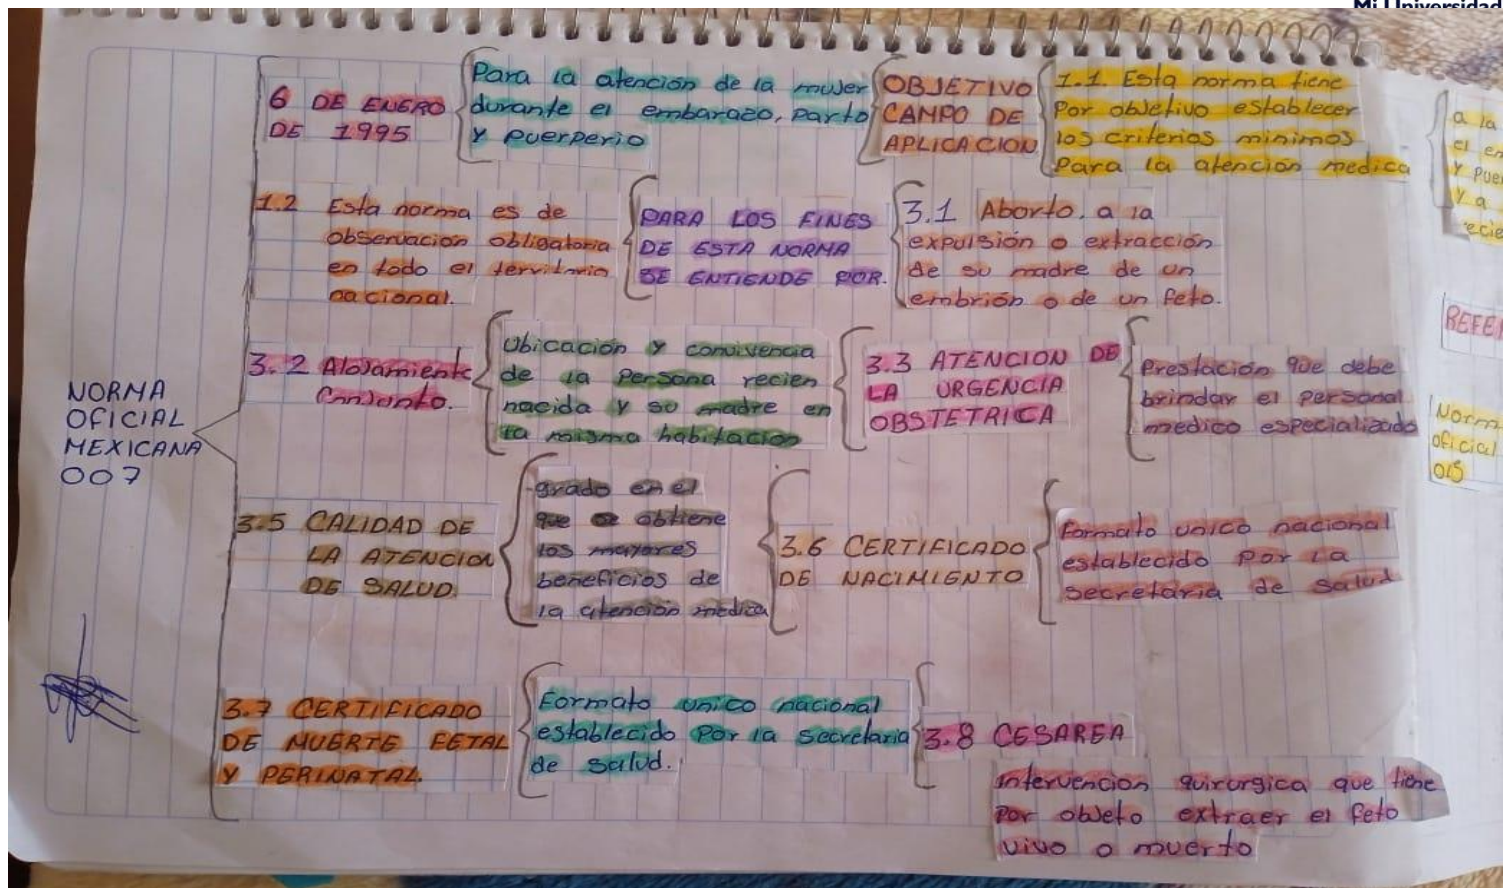 Mi Universidad
NORMA
OFICIAL
MEXICANA
007
6 DE ENERO
DE 1995
Para la atención de la mujer
durante el embarazo, parto
y puerperio
OBJETIVO
CAMPO DE
APLICACION
1.1 Esta norma tiene
Por objetivo establecer
los criterios minimos
Para la atención medica
1.2 Esta norma es de
observación obligatoria
en todo el territorio
nacional.
PARA LOS FINES
DE ESTA NORMA
SE ENTIENDE POR.
3.1 Aborto. a la
expulsión o extracción
de su madre de un
embrión o de un feto.
3.2 Alojamiento
Conjunto.
Ubicación y convivencia
de la Persona recien
nacida y su madre en
la misma habitación
3.3 ATENCION DE
LA URGENCIA
OBSTETRICA
Prestación que debe
brindar el personal
medico especializado
3.5 CALIDAD DE
LA ATENCION
DE SALUD.
grado en el
que se obtiene
los mayores
beneficios de
la atención medica
3.6 CERTIFICADO
DE NACIMIENTO
Formato unico nacional
establecido por la
secretaria de salud
3.7 CERTIFICADO
DE MUERTE FETAL
Y PERINATAL.
Formato unico nacional
establecido Por la secretaria
de salud.
3.8 CESAREA
intervencion quirurgica que tiene
Por objeto extraer el feto
vivo o muerto
a la
y
y a
Norm
oficial